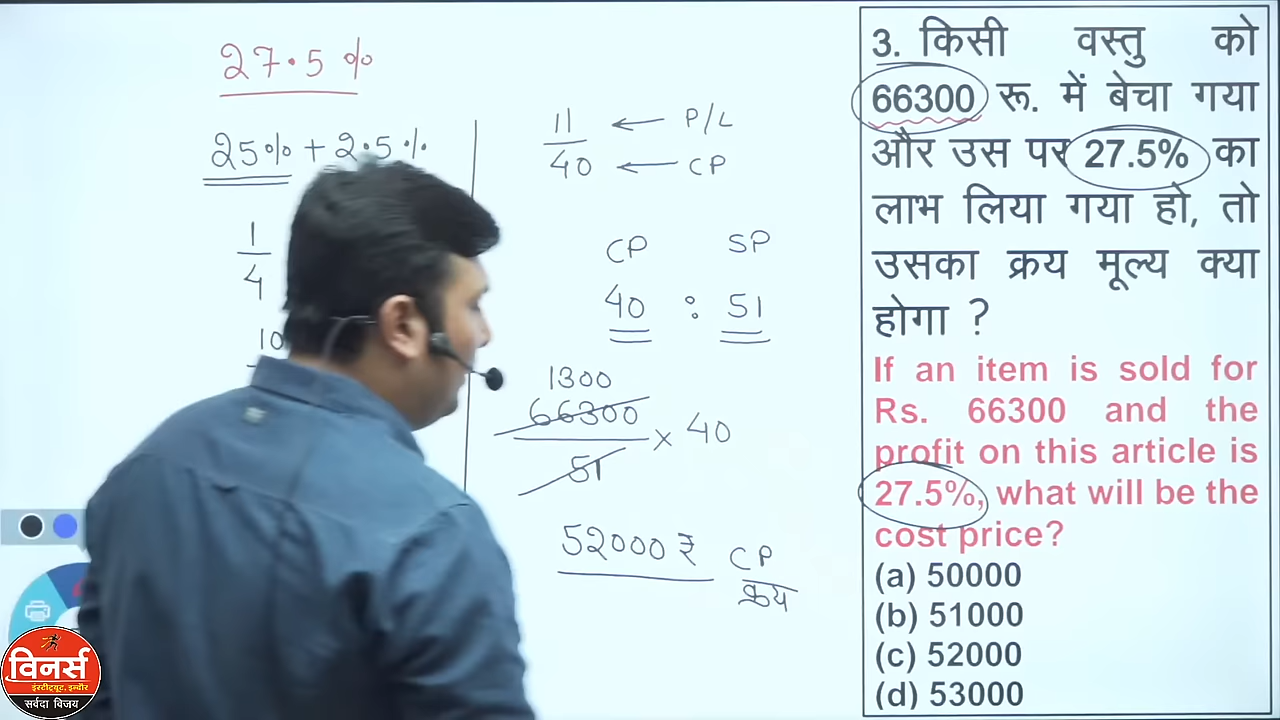 27.5 %
25% + 2.5 %
1
4
10
11 ← P/L
40 ← CP
CP SP
40 : 51
1300
66300
51
× 40
52000 ₹ CP
क्रय
3. किसी वस्तु को
66300 रू. में बेचा गया
और उस पर 27.5% का
लाभ लिया गया हो, तो
उसका क्रय मूल्य क्या
होगा ?
If an item is sold for
Rs. 66300 and the
profit on this article is
27.5%, what will be the
cost price?
(a) 50000
(b) 51000
(c) 52000
(d) 53000
विनर्स
इंस्टीट्यूट, इन्दौर
सर्वदा विजय